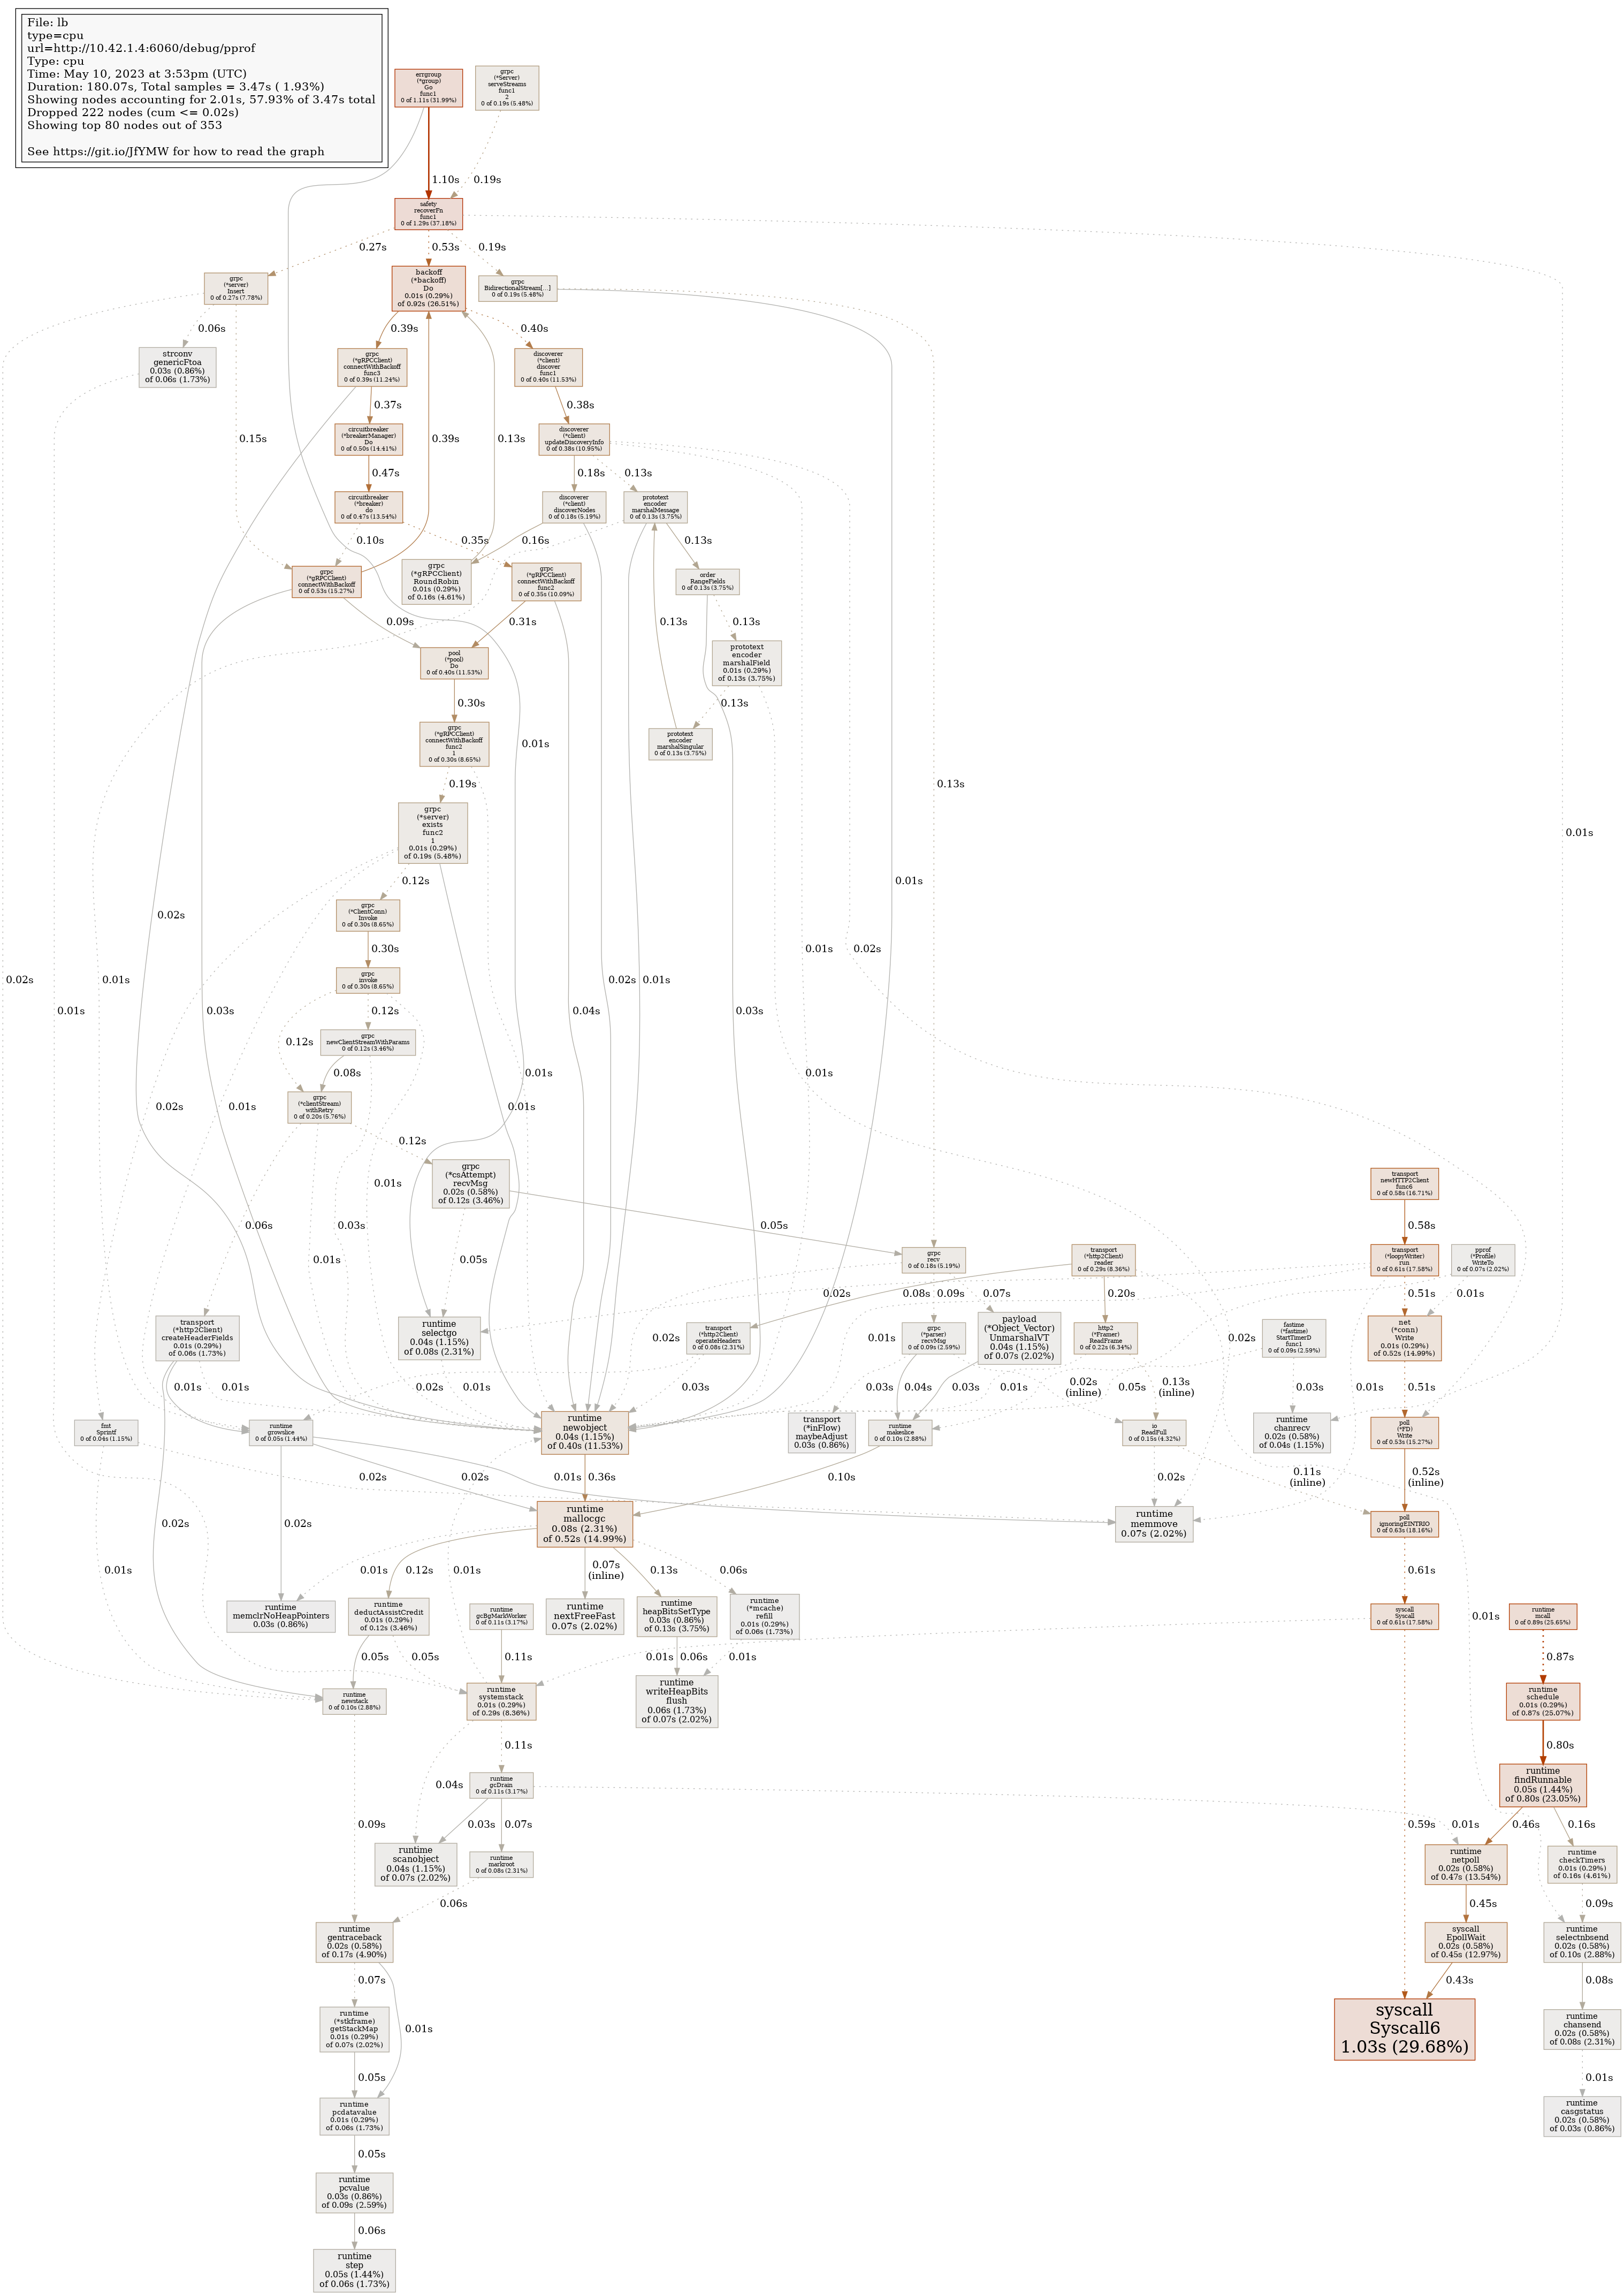 File: lb
type=cpu
url=http://10.42.1.4:6060/debug/pprof
Type: cpu
Time: May 10, 2023 at 3:53pm (UTC)
Duration: 180.07s, Total samples = 3.47s ( 1.93%)
Showing nodes accounting for 2.01s, 57.93% of 3.47s total
Dropped 222 nodes (cum <= 0.02s)
Showing top 80 nodes out of 353
See https://git.io/JfYMW for how to read the graph
errgroup
(*group)
Go
func1
0 of 1.11s (31.99%)
grpc
(*Server)
serveStreams
func1
2
0 of 0.19s (5.48%)
1.10s
0.19s
safety
recoverFn
func1
0 of 1.29s (37.18%)
0.27s
0.53s
0.19s
grpc
(*server)
Insert
0 of 0.27s (7.78%)
backoff
(*backoff)
Do
0.01s (0.29%)
of 0.92s (26.51%)
grpc
BidirectionalStream[...]
0 of 0.19s (5.48%)
0.06s
0.39s
0.40s
strconv
genericFtoa
0.03s (0.86%)
of 0.06s (1.73%)
grpc
(*gRPCClient)
connectWithBackoff
func3
0 of 0.39s (11.24%)
discoverer
(*client)
discover
func1
0 of 0.40s (11.53%)
0.37s
0.38s
circuitbreaker
(*breakerManager)
Do
0 of 0.50s (14.41%)
discoverer
(*client)
updateDiscoveryInfo
0 of 0.38s (10.95%)
0.15s
0.39s
0.13s
0.47s
0.18s
0.13s
circuitbreaker
(*breaker)
do
0 of 0.47s (13.54%)
discoverer
(*client)
discoverNodes
0 of 0.18s (5.19%)
prototext
encoder
marshalMessage
0 of 0.13s (3.75%)
0.10s
0.35s
0.16s
0.13s
grpc
(*gRPCClient)
connectWithBackoff
0 of 0.53s (15.27%)
grpc
(*gRPCClient)
RoundRobin
0.01s (0.29%)
of 0.16s (4.61%)
grpc
(*gRPCClient)
connectWithBackoff
func2
0 of 0.35s (10.09%)
order
RangeFields
0 of 0.13s (3.75%)
0.09s
0.31s
0.13s
0.13s
pool
(*pool)
Do
0 of 0.40s (11.53%)
prototext
encoder
marshalField
0.01s (0.29%)
of 0.13s (3.75%)
0.30s
0.13s
grpc
(*gRPCClient)
connectWithBackoff
func2
1
0 of 0.30s (8.65%)
prototext
encoder
marshalSingular
0 of 0.13s (3.75%)
0.01s
0.19s
0.13s
0.01s
grpc
(*server)
exists
func2
1
0.01s (0.29%)
of 0.19s (5.48%)
0.12s
0.01s
grpc
(*ClientConn)
Invoke
0 of 0.30s (8.65%)
0.02s
0.30s
0.01s
0.02s
grpc
invoke
0 of 0.30s (8.65%)
0.02s
0.01s
0.01s
0.03s
0.12s
0.12s
0.04s
0.02s
0.01s
0.03s
grpc
newClientStreamWithParams
0 of 0.12s (3.46%)
0.08s
0.01s
0.01s
grpc
(*clientStream)
withRetry
0 of 0.20s (5.76%)
0.02s
0.01s
0.01s
0.12s
grpc
(*csAttempt)
recvMsg
0.02s (0.58%)
of 0.12s (3.46%)
0.01s
transport
newHTTP2Client
func6
0 of 0.58s (16.71%)
0.06s
0.01s
0.03s
0.05s
0.05s
0.58s
grpc
recv
0 of 0.18s (5.19%)
transport
(*http2Client)
reader
0 of 0.29s (8.36%)
transport
(*loopyWriter)
run
0 of 0.61s (17.58%)
pprof
(*Profile)
WriteTo
0 of 0.07s (2.02%)
0.02s
0.09s
0.07s
0.08s
0.20s
0.51s
0.01s
transport
(*http2Client)
createHeaderFields
0.01s (0.29%)
of 0.06s (1.73%)
runtime
selectgo
0.04s (1.15%)
of 0.08s (2.31%)
transport
(*http2Client)
operateHeaders
0 of 0.08s (2.31%)
grpc
(*parser)
recvMsg
0 of 0.09s (2.59%)
payload
(*Object_Vector)
UnmarshalVT
0.04s (1.15%)
of 0.07s (2.02%)
http2
(*Framer)
ReadFrame
0 of 0.22s (6.34%)
fastime
(*fastime)
StartTimerD
func1
0 of 0.09s (2.59%)
net
(*conn)
Write
0.01s (0.29%)
of 0.52s (14.99%)
0.02s
0.01s
0.02s
0.01s
0.01s
0.02s
0.01s
0.03s
0.03s
0.04s
0.03s
0.01s
0.02s
(inline)
0.05s
0.13s
(inline)
0.03s
0.01s
0.51s
fmt
Sprintf
0 of 0.04s (1.15%)
runtime
growslice
0 of 0.05s (1.44%)
runtime
newobject
0.04s (1.15%)
of 0.40s (11.53%)
transport
(*inFlow)
maybeAdjust
0.03s (0.86%)
runtime
makeslice
0 of 0.10s (2.88%)
io
ReadFull
0 of 0.15s (4.32%)
runtime
chanrecv
0.02s (0.58%)
of 0.04s (1.15%)
poll
(*FD)
Write
0 of 0.53s (15.27%)
0.02s
0.02s
0.01s
0.36s
0.10s
0.02s
0.11s
(inline)
0.52s
(inline)
0.02s
0.02s
runtime
mallocgc
0.08s (2.31%)
of 0.52s (14.99%)
runtime
memmove
0.07s (2.02%)
poll
ignoringEINTRIO
0 of 0.63s (18.16%)
0.01s
0.01s
0.12s
0.01s
0.07s
(inline)
0.13s
0.06s
0.61s
runtime
memclrNoHeapPointers
0.03s (0.86%)
runtime
deductAssistCredit
0.01s (0.29%)
of 0.12s (3.46%)
runtime
gcBgMarkWorker
0 of 0.11s (3.17%)
runtime
nextFreeFast
0.07s (2.02%)
runtime
heapBitsSetType
0.03s (0.86%)
of 0.13s (3.75%)
runtime
(*mcache)
refill
0.01s (0.29%)
of 0.06s (1.73%)
syscall
Syscall
0 of 0.61s (17.58%)
0.01s
runtime
mcall
0 of 0.89s (25.65%)
0.05s
0.05s
0.11s
0.01s
0.06s
0.01s
0.87s
runtime
newstack
0 of 0.10s (2.88%)
runtime
systemstack
0.01s (0.29%)
of 0.29s (8.36%)
runtime
writeHeapBits
flush
0.06s (1.73%)
of 0.07s (2.02%)
runtime
schedule
0.01s (0.29%)
of 0.87s (25.07%)
0.11s
0.80s
0.04s
runtime
gcDrain
0 of 0.11s (3.17%)
runtime
findRunnable
0.05s (1.44%)
of 0.80s (23.05%)
0.09s
0.03s
0.07s
0.59s
0.01s
0.46s
0.16s
runtime
scanobject
0.04s (1.15%)
of 0.07s (2.02%)
runtime
markroot
0 of 0.08s (2.31%)
runtime
netpoll
0.02s (0.58%)
of 0.47s (13.54%)
runtime
checkTimers
0.01s (0.29%)
of 0.16s (4.61%)
0.06s
0.45s
0.09s
runtime
gentraceback
0.02s (0.58%)
of 0.17s (4.90%)
syscall
EpollWait
0.02s (0.58%)
of 0.45s (12.97%)
runtime
selectnbsend
0.02s (0.58%)
of 0.10s (2.88%)
0.07s
0.43s
0.08s
runtime
(*stkframe)
getStackMap
0.01s (0.29%)
of 0.07s (2.02%)
0.01s
syscall
Syscall6
1.03s (29.68%)
runtime
chansend
0.02s (0.58%)
of 0.08s (2.31%)
0.05s
0.01s
runtime
pcdatavalue
0.01s (0.29%)
of 0.06s (1.73%)
runtime
casgstatus
0.02s (0.58%)
of 0.03s (0.86%)
0.05s
runtime
pcvalue
0.03s (0.86%)
of 0.09s (2.59%)
0.06s
runtime
step
0.05s (1.44%)
of 0.06s (1.73%)